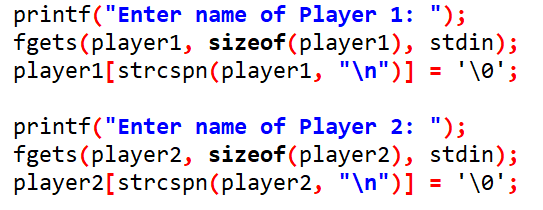 printf("Enter name of Player 1: ");
fgets(player1, sizeof(player1), stdin);
player1[strcspn(player1, "\n")] = '\0';
printf("Enter name of Player 2: ");
fgets(player2, sizeof(player2), stdin);
player2[strcspn(player2, "\n")] = '\0';